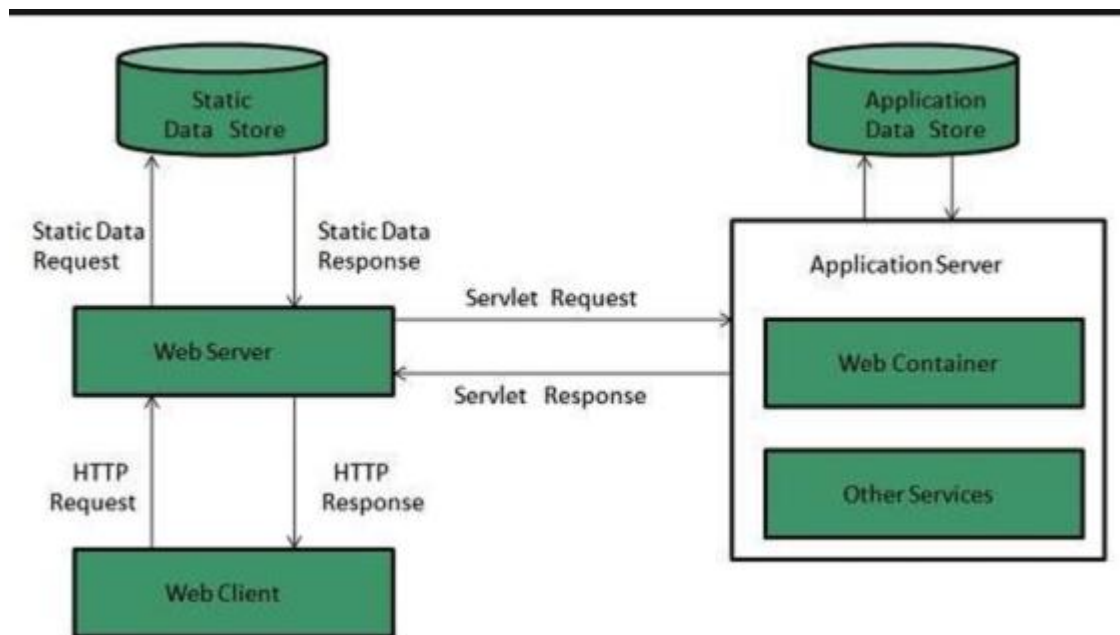 Static
Data Store
Application
Data Store
Static Data
Request
Static Data
Response
Application Server
Servlet Request
Web Server
Web Container
Servlet Response
HTTP
Request
HTTP
Response
Other Services
Web Client